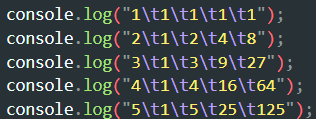 console.log("1\t1\t1\t1\t1");
console.log("2\t1\t2\t4\t8");
console.log("3\t1\t3\t9\t27");
console.log("4\t1\t4\t16\t64");
console.log("5\t1\t5\t25\t125");